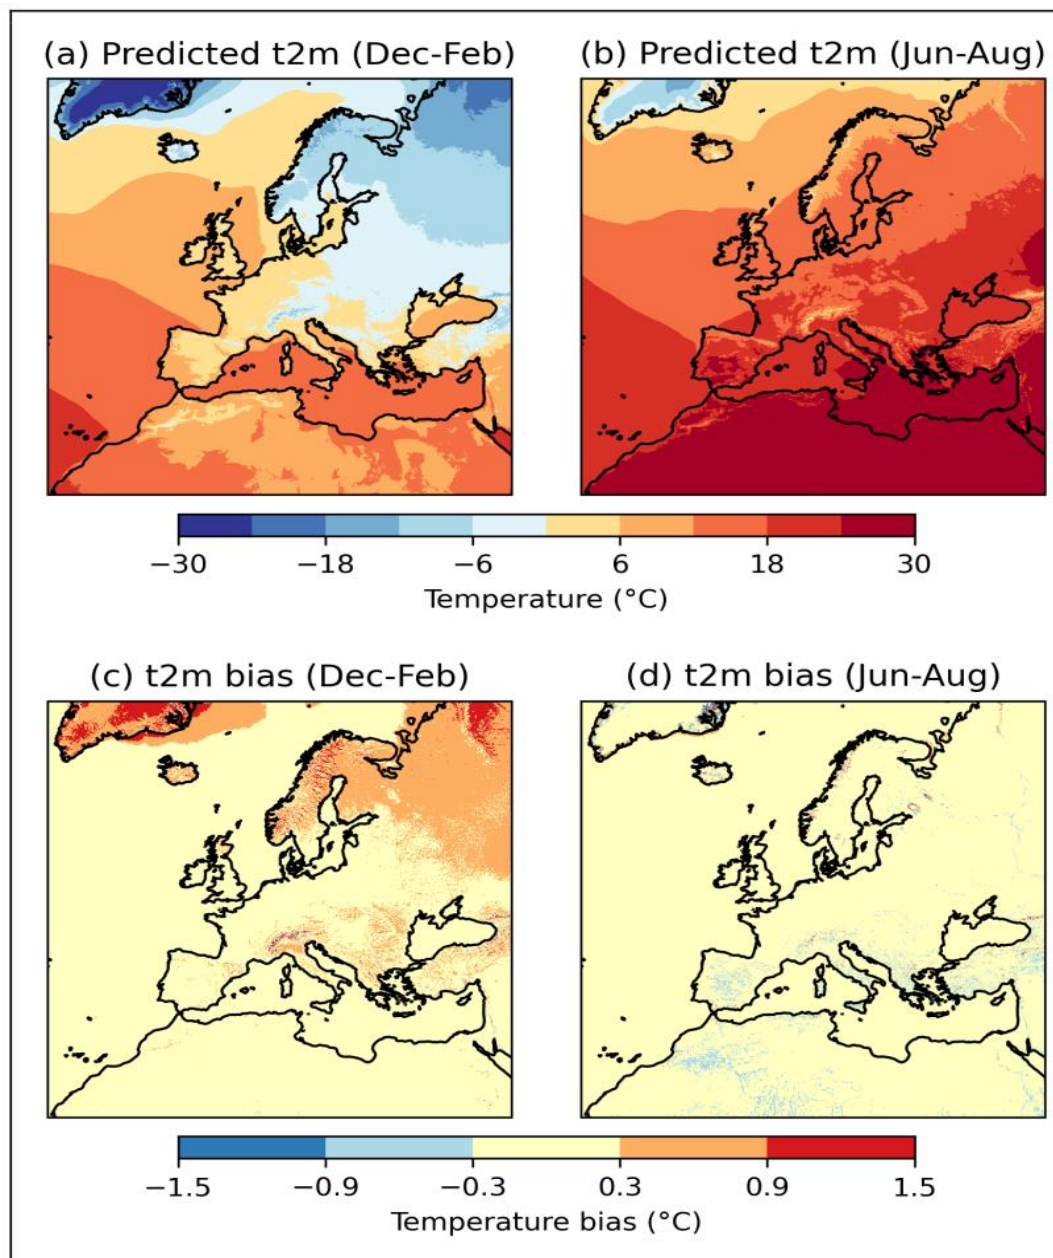 (a) Predicted t2m (Dec-Feb)
(b) Predicted t2m (Jun-Aug)
−30 −18 −6 6 18 30
Temperature (°C)
(c) t2m bias (Dec-Feb)
(d) t2m bias (Jun-Aug)
−1.5 −0.9 −0.3 0.3 0.9 1.5
Temperature bias (°C)